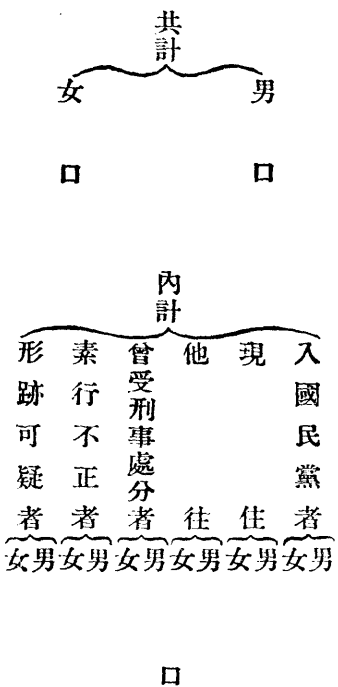 共計
男 口
女 口
內計
入國民黨者 男 女
現住 男 女
他往 男 女
曾受刑事處分者 男 女
素行不正者 男 女
形跡可疑者 男 女
口